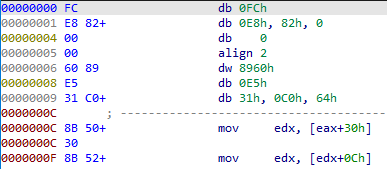 00000000 FC db 0FCh
00000001 E8 82+ db 0E8h, 82h, 0
00000004 00 db 0
00000005 00 align 2
00000006 60 89 dw 8960h
00000008 E5 db 0E5h
00000009 31 C0+ db 31h, 0C0h, 64h
0000000C ; ---------------------------
0000000C 8B 50+ mov edx, [eax+30h]
0000000C 30
0000000F 8B 52+ mov edx, [edx+0Ch]